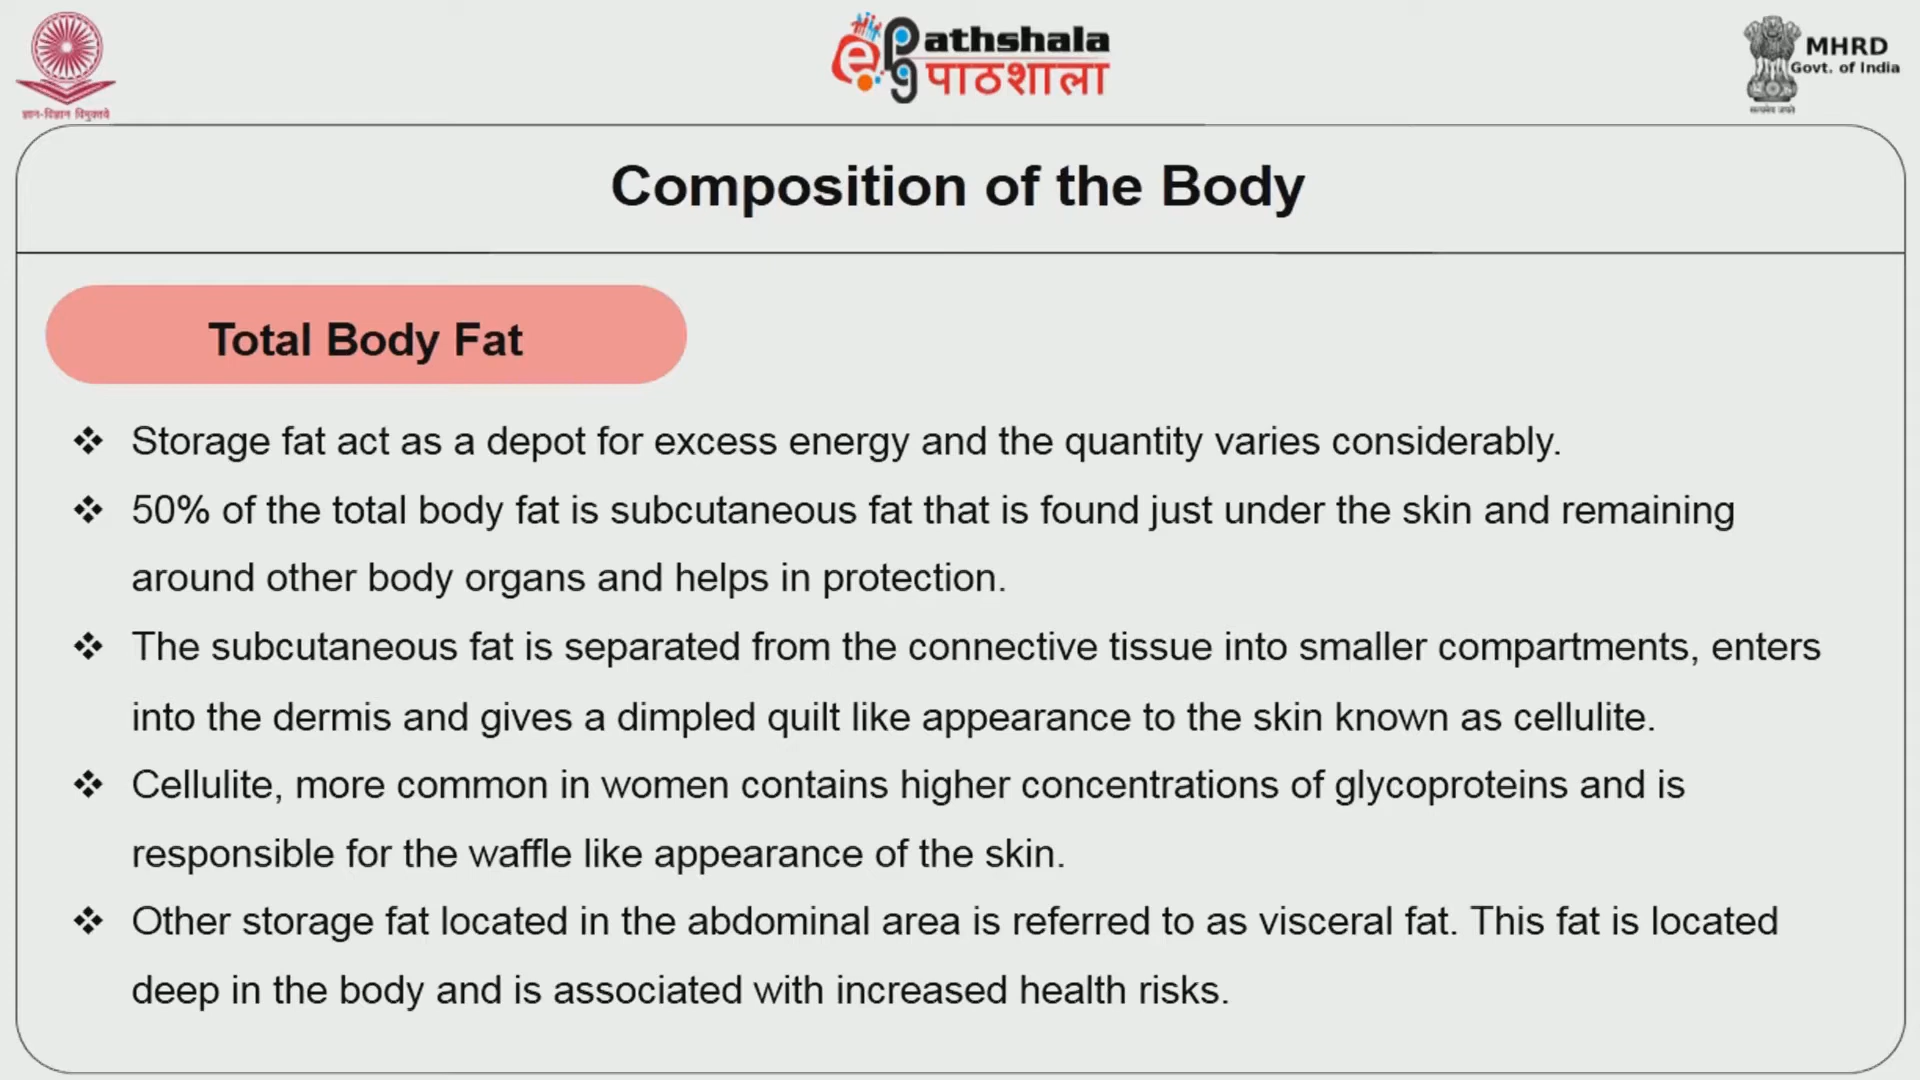 ज्ञान-विज्ञान विमुक्तये
e Pathshala
pg पाठशाला
MHRD
Govt. of India
सत्यमेव जयते
Composition of the Body
Total Body Fat
❖ Storage fat act as a depot for excess energy and the quantity varies considerably.
❖ 50% of the total body fat is subcutaneous fat that is found just under the skin and remaining
around other body organs and helps in protection.
❖ The subcutaneous fat is separated from the connective tissue into smaller compartments, enters
into the dermis and gives a dimpled quilt like appearance to the skin known as cellulite.
❖ Cellulite, more common in women contains higher concentrations of glycoproteins and is
responsible for the waffle like appearance of the skin.
❖ Other storage fat located in the abdominal area is referred to as visceral fat. This fat is located
deep in the body and is associated with increased health risks.